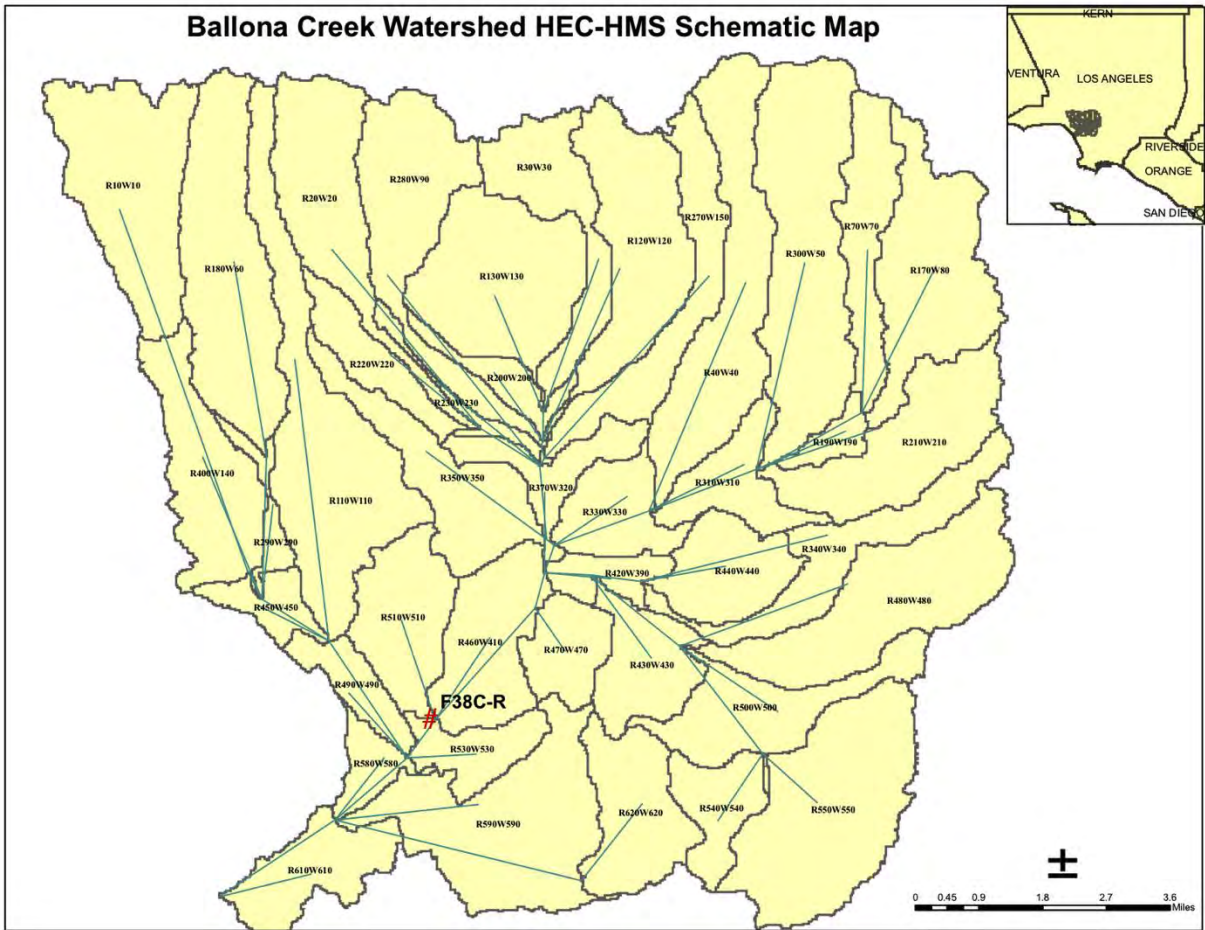 Ballona Creek Watershed HEC-HMS Schematic Map
KERN
VENTURA
LOS ANGELES
RIVERSIDE
ORANGE
SAN DIEGO
R10W10
R20W20
R280W90
R30W30
R270W150
R70W70
R120W120
R300W50
R180W60
R130W130
R170W80
R220W220
R200W200
R40W40
R230W230
R190W190
R210W210
R400W140
R350W350
R370W320
R310W310
R110W110
R330W330
R290W290
R340W340
R420W390
R440W440
R480W480
R450W450
R510W510
R460W410
R470W470
R430W430
R490W490
F38C-R
#
R500W500
R530W530
R580W580
R590W590
R620W620
R540W540
R550W550
R610W610
±
0 0.45 0.9 1.8 2.7 3.6
Miles